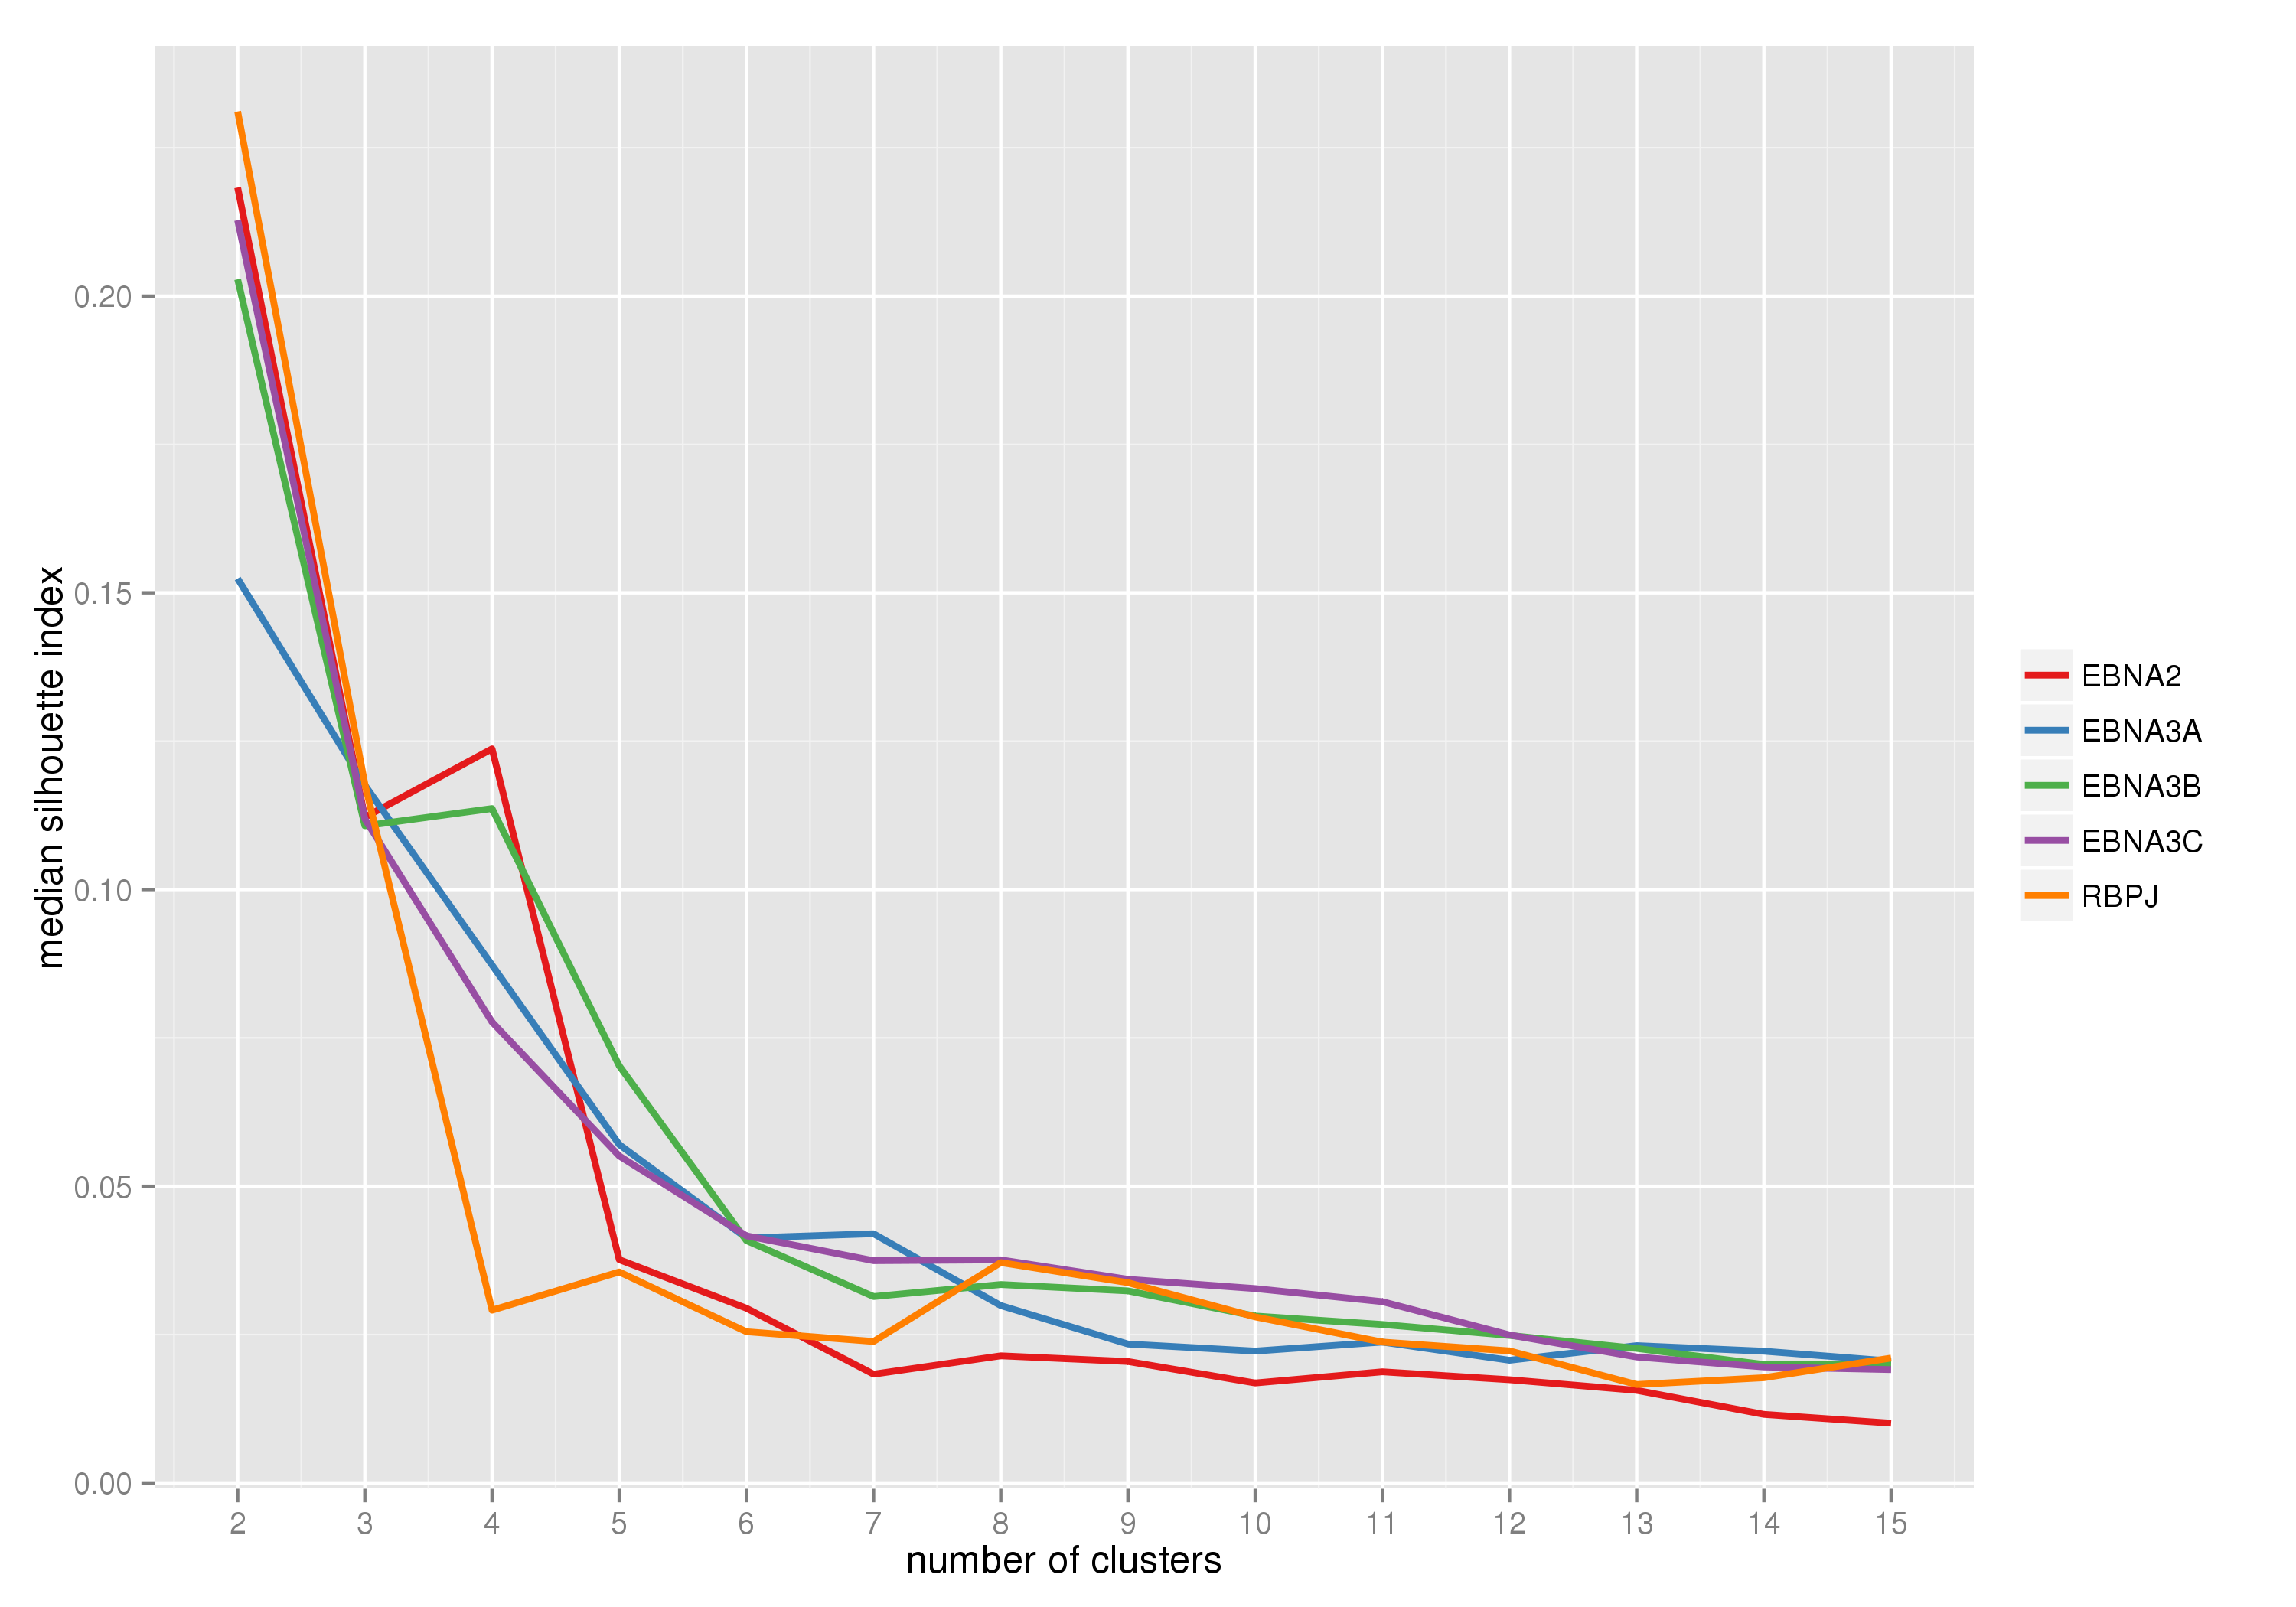 median silhouette index
0.20
0.15
0.10
0.05
0.00
2 3 4 5 6 7 8 9 10 11 12 13 14 15
number of clusters
EBNA2
EBNA3A
EBNA3B
EBNA3C
RBPJ